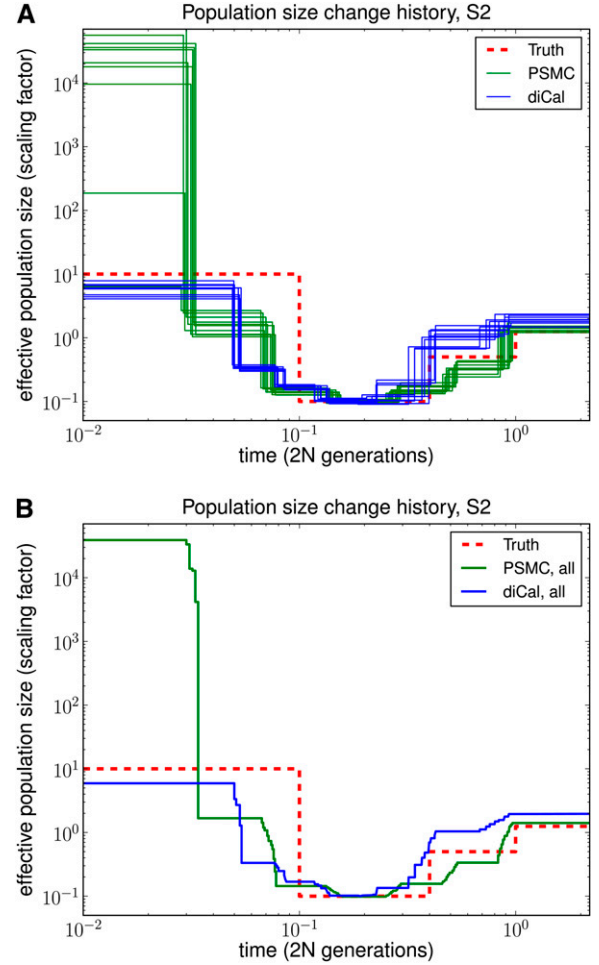 A
Population size change history, S2
effective population size (scaling factor)
10^4
10^3
10^2
10^1
10^0
10^-1
Truth
PSMC
diCal
10^-2
10^-1
10^0
time (2N generations)
B
Population size change history, S2
effective population size (scaling factor)
10^4
10^3
10^2
10^1
10^0
10^-1
Truth
PSMC, all
diCal, all
10^-2
10^-1
10^0
time (2N generations)